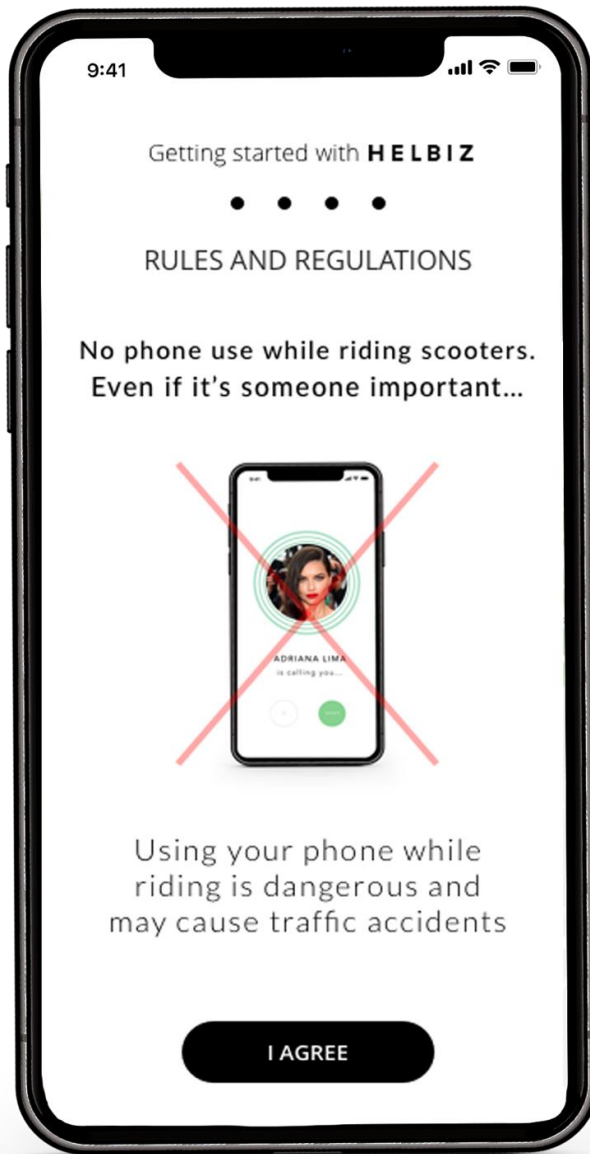 9:41
Getting started with HELBIZ
RULES AND REGULATIONS
No phone use while riding scooters.
Even if it’s someone important...
ADRIANA LIMA
is calling you...
Using your phone while
riding is dangerous and
may cause traffic accidents
I AGREE